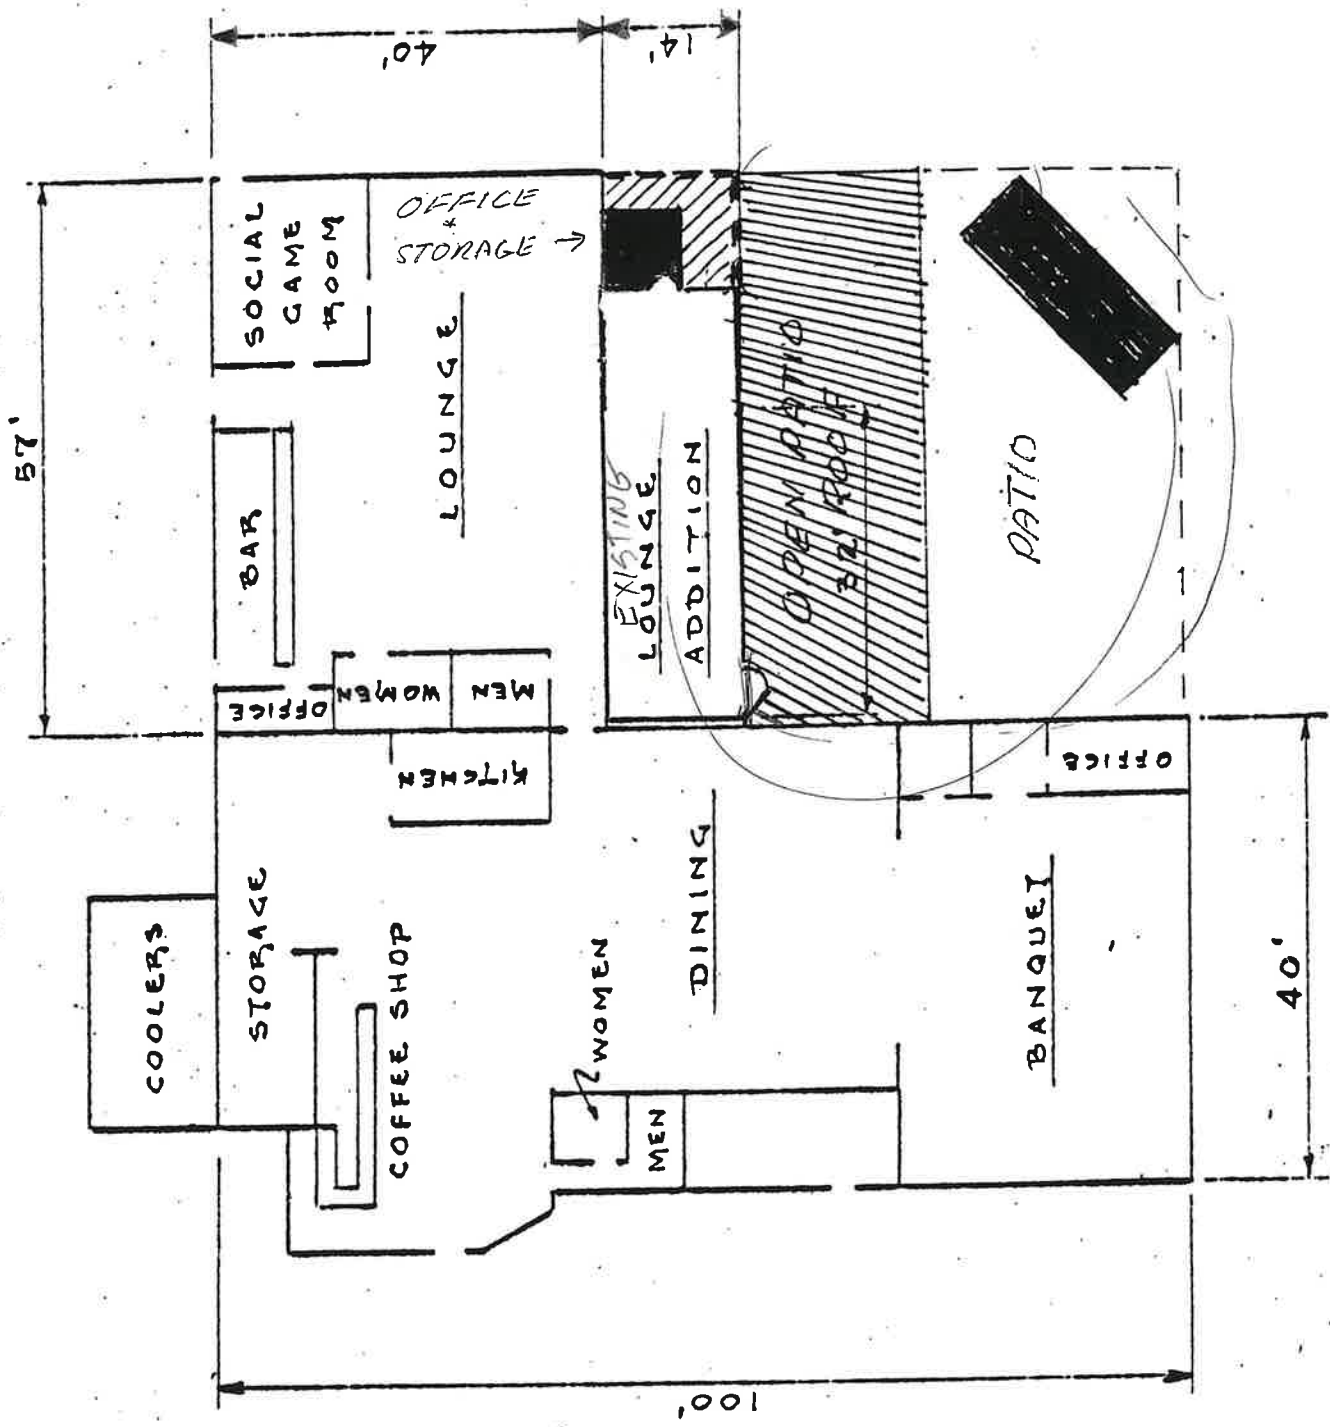 40'
14'
57'
SOCIAL
GAME
ROOM
OFFICE
&
STORAGE →
LOUNGE
BAR
EXISTING
LOUNGE
ADDITION
OPEN PATIO
32' ROOF
PATIO
OFFICE
WOMEN
MEN
KITCHEN
OFFICE
COOLERS
STORAGE
COFFEE SHOP
WOMEN
MEN
DINING
BANQUET
40'
100'